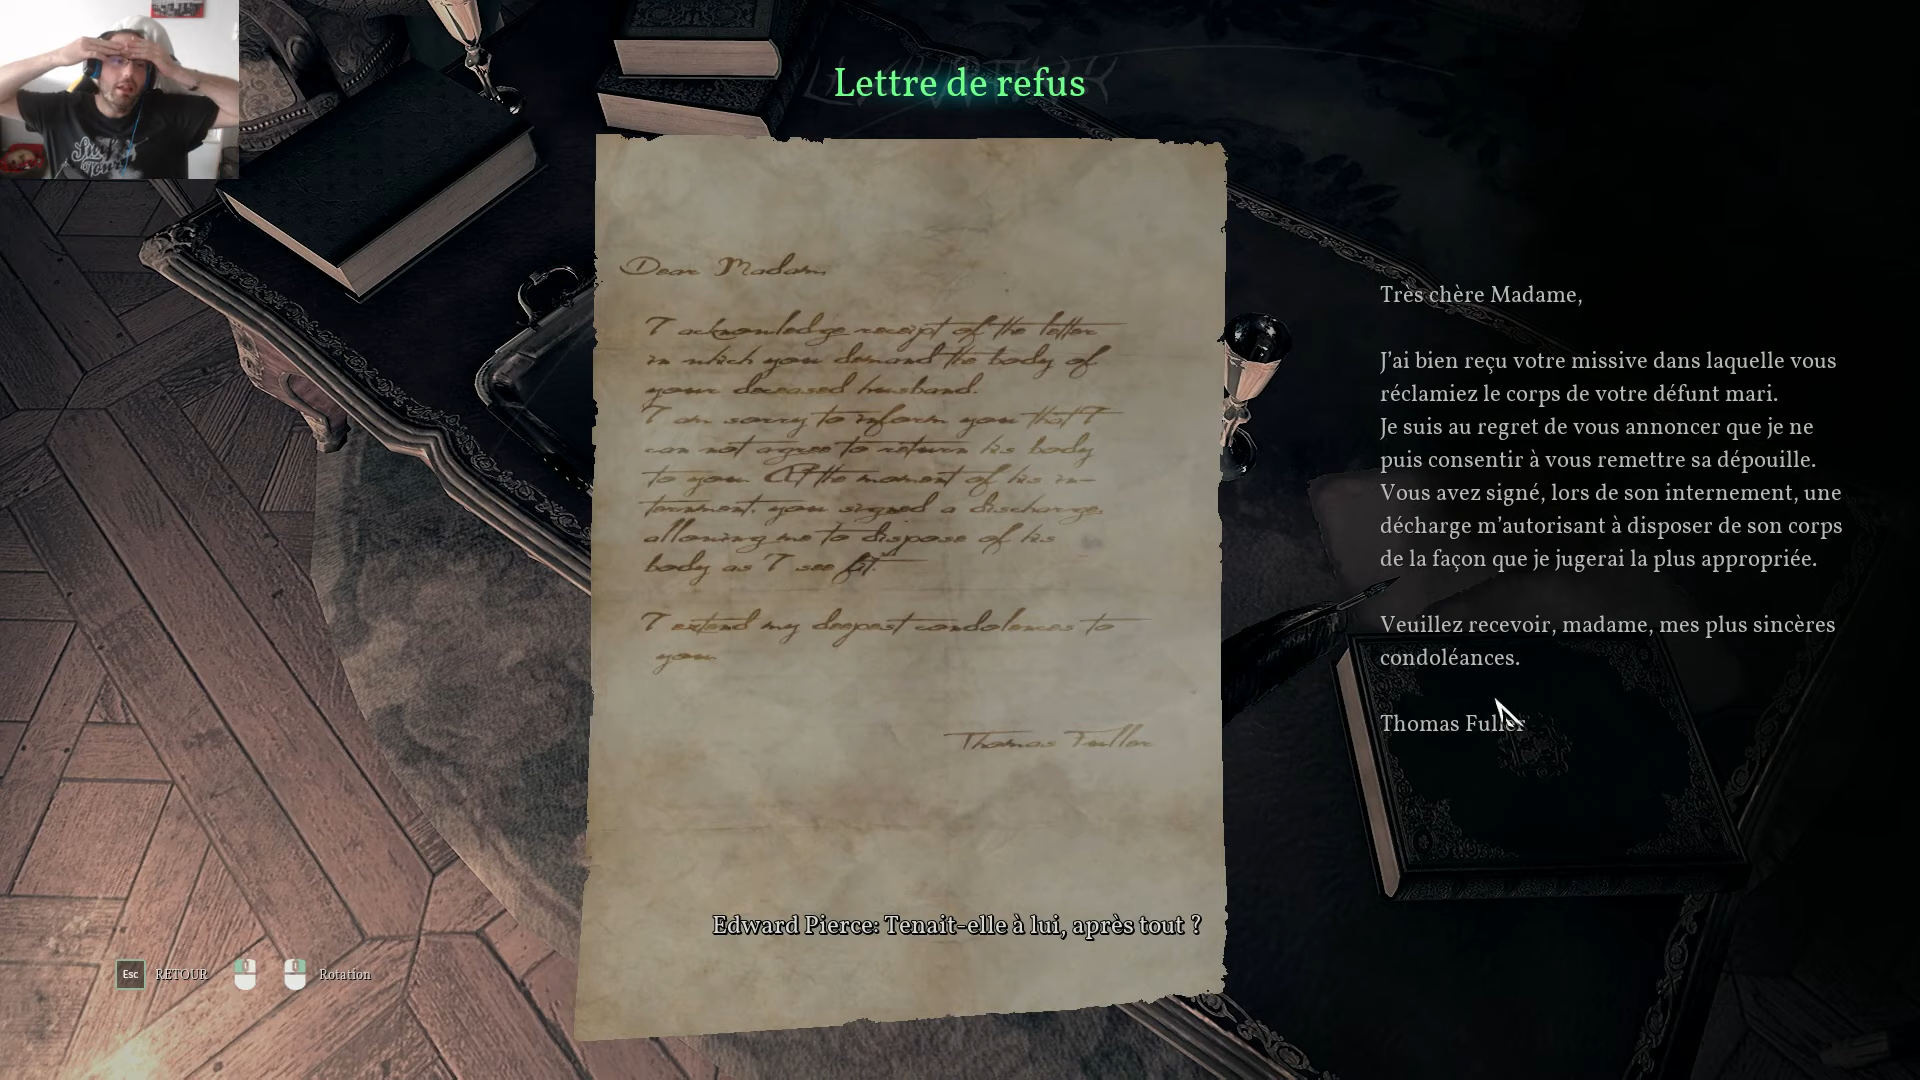 Lettre de refus
Dear Madam,
I acknowledge receipt of the letter
in which you demand the body of
your deceased husband.
I am sorry to inform you that I
can not agree to return his body
to you. At the moment of his in-
ternment, you signed a discharge,
allowing me to dispose of his
body as I see fit.
I extend my deepest condolences to
you.
Thomas Fuller
Tres chère Madame,
J'ai bien reçu votre missive dans laquelle vous
réclamiez le corps de votre défunt mari.
Je suis au regret de vous annoncer que je ne
puis consentir à vous remettre sa dépouille.
Vous avez signé, lors de son internement, une
décharge m'autorisant à disposer de son corps
de la façon que je jugerai la plus appropriée.
Veuillez recevoir, madame, mes plus sincères
condoléances.
Thomas Fuller
Edward Pierce: Tenait-elle à lui, après tout ?
Esc RETOUR Rotation